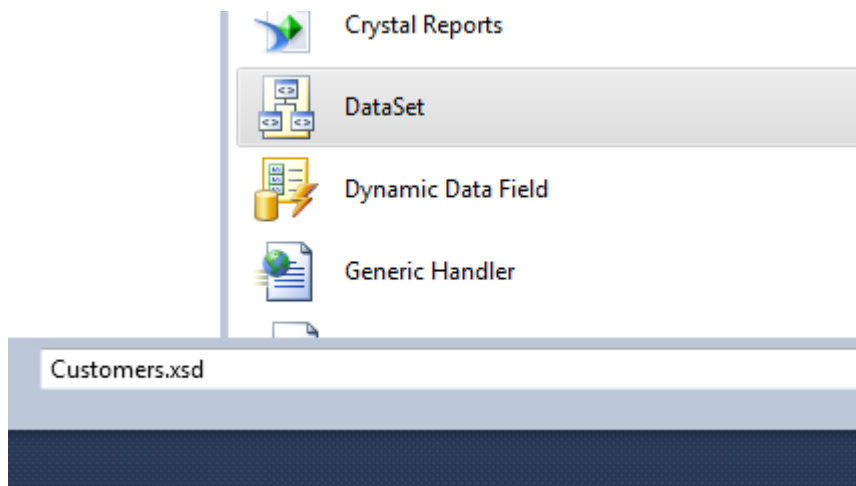 Crystal Reports
DataSet
Dynamic Data Field
Generic Handler
Customers.xsd